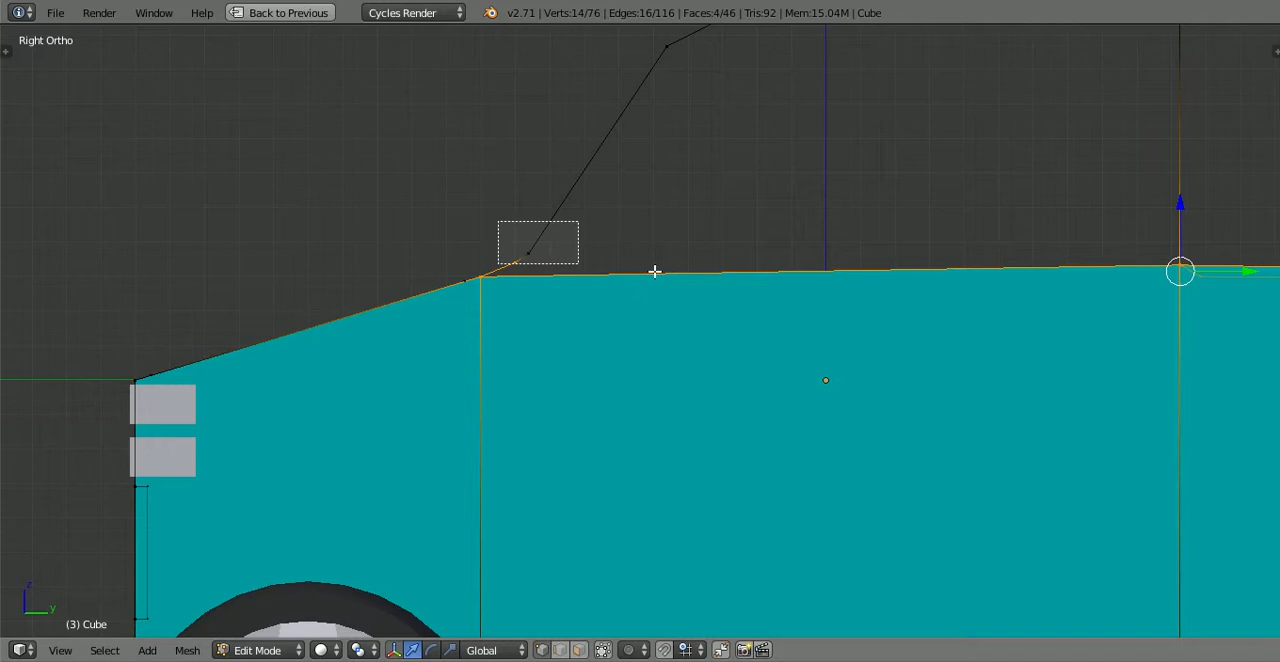 File Render Window Help Back to Previous Cycles Render v2.71 | Verts:14/76 | Edges:16/116 | Faces:4/46 | Tris:92 | Mem:15.04M | Cube
Right Ortho
z
y
(3) Cube
View Select Add Mesh Edit Mode Global